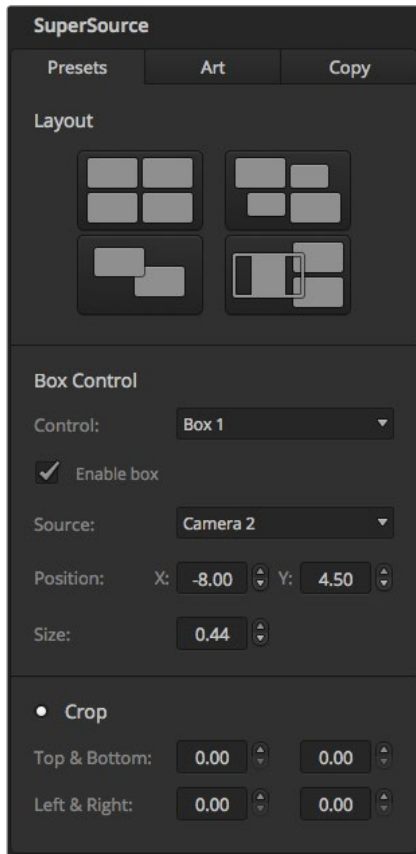 SuperSource
Presets Art Copy
Layout
Box Control
Control: Box 1
Enable box
Source: Camera 2
Position: X: -8.00 Y: 4.50
Size: 0.44
Crop
Top & Bottom: 0.00 0.00
Left & Right: 0.00 0.00